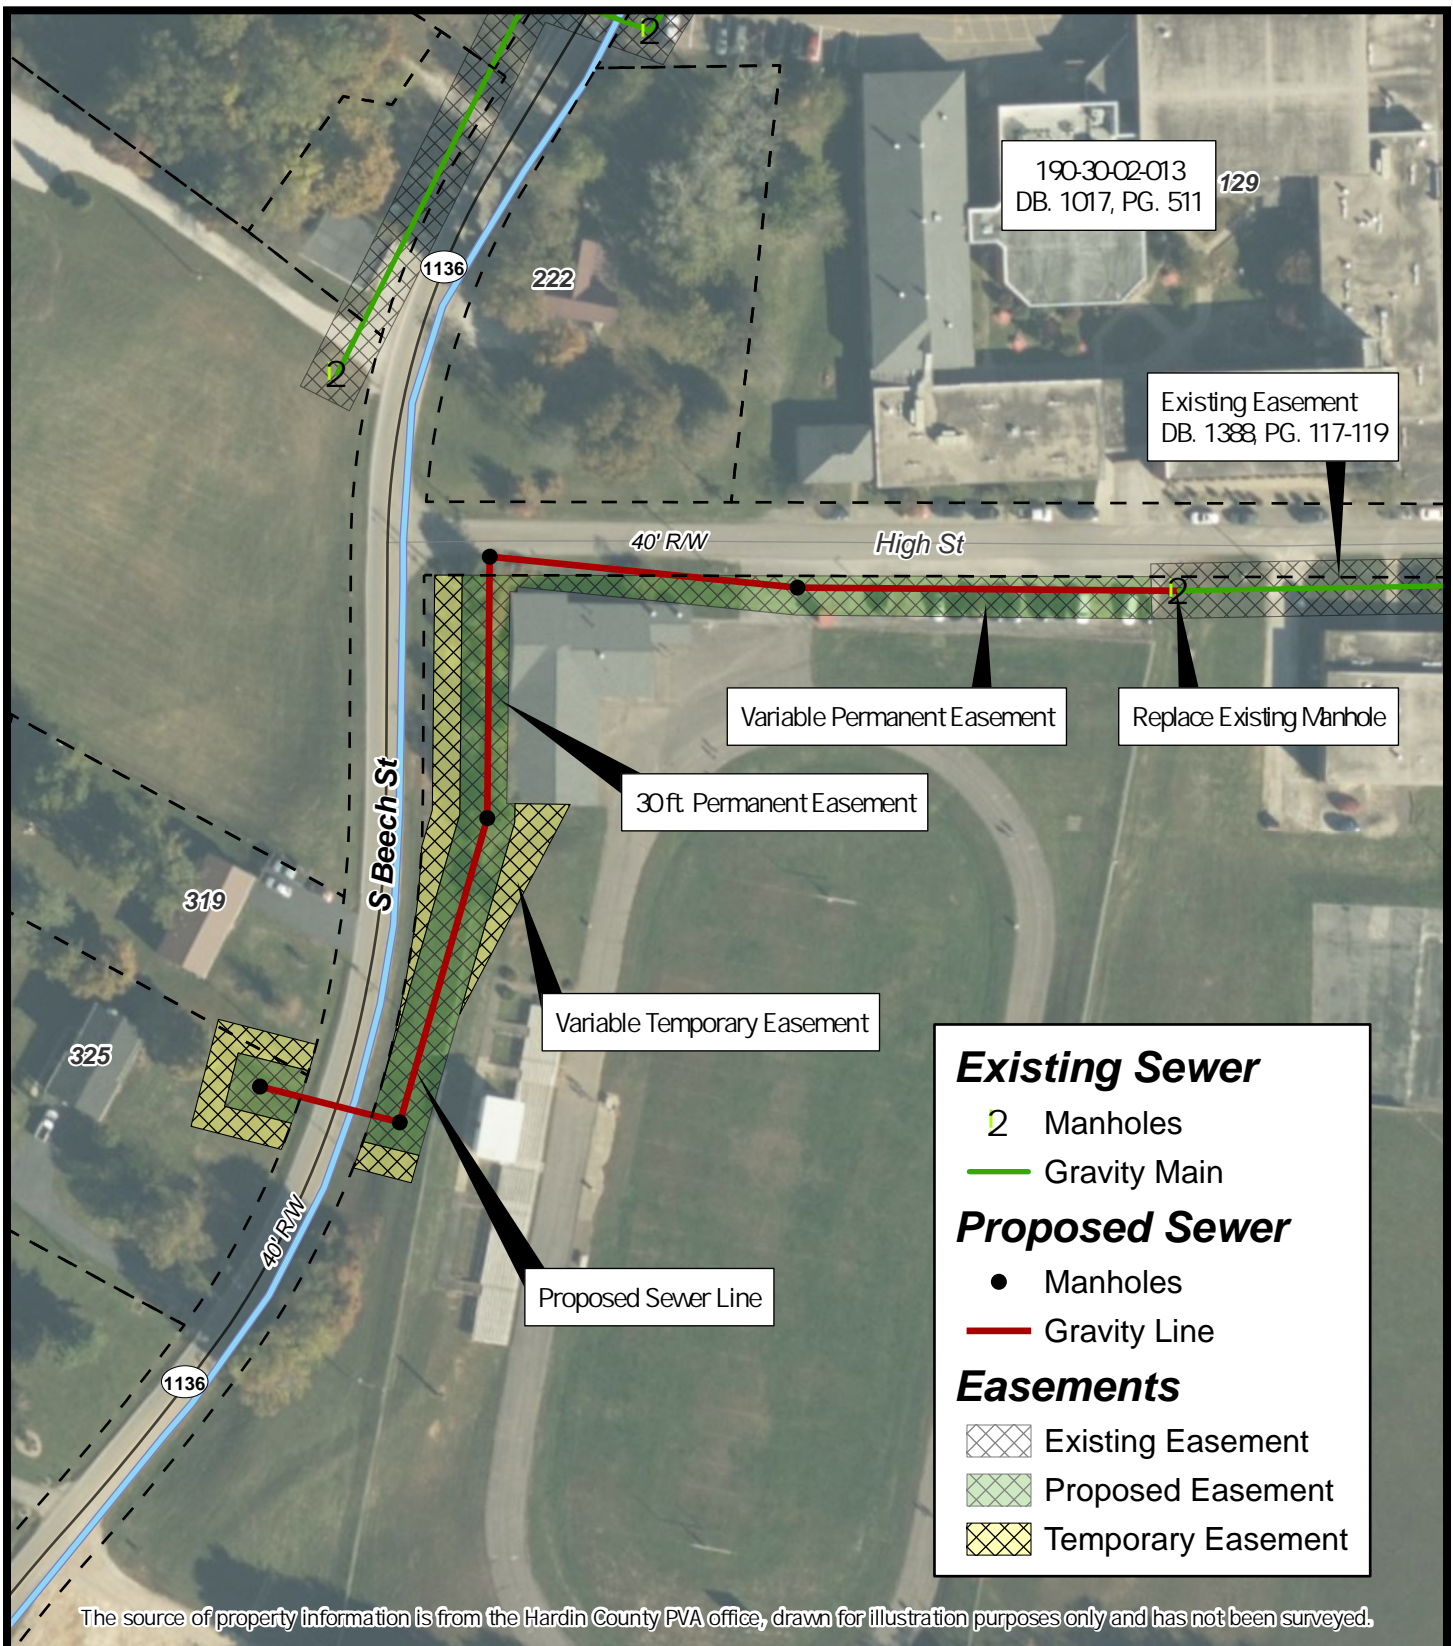 2
190-30-02-013
DB. 1017, PG. 511
129
1136
222
2
Existing Easement
DB. 1388, PG. 117-119
40' R/W
High St
2
Variable Permanent Easement
Replace Existing Manhole
30 ft. Permanent Easement
S Beech St
319
Variable Temporary Easement
325
40' R/W
Proposed Sewer Line
1136
Existing Sewer
2 Manholes
Gravity Main
Proposed Sewer
Manholes
Gravity Line
Easements
Existing Easement
Proposed Easement
Temporary Easement
The source of property information is from the Hardin County PVA office, drawn for illustration purposes only and has not been surveyed.